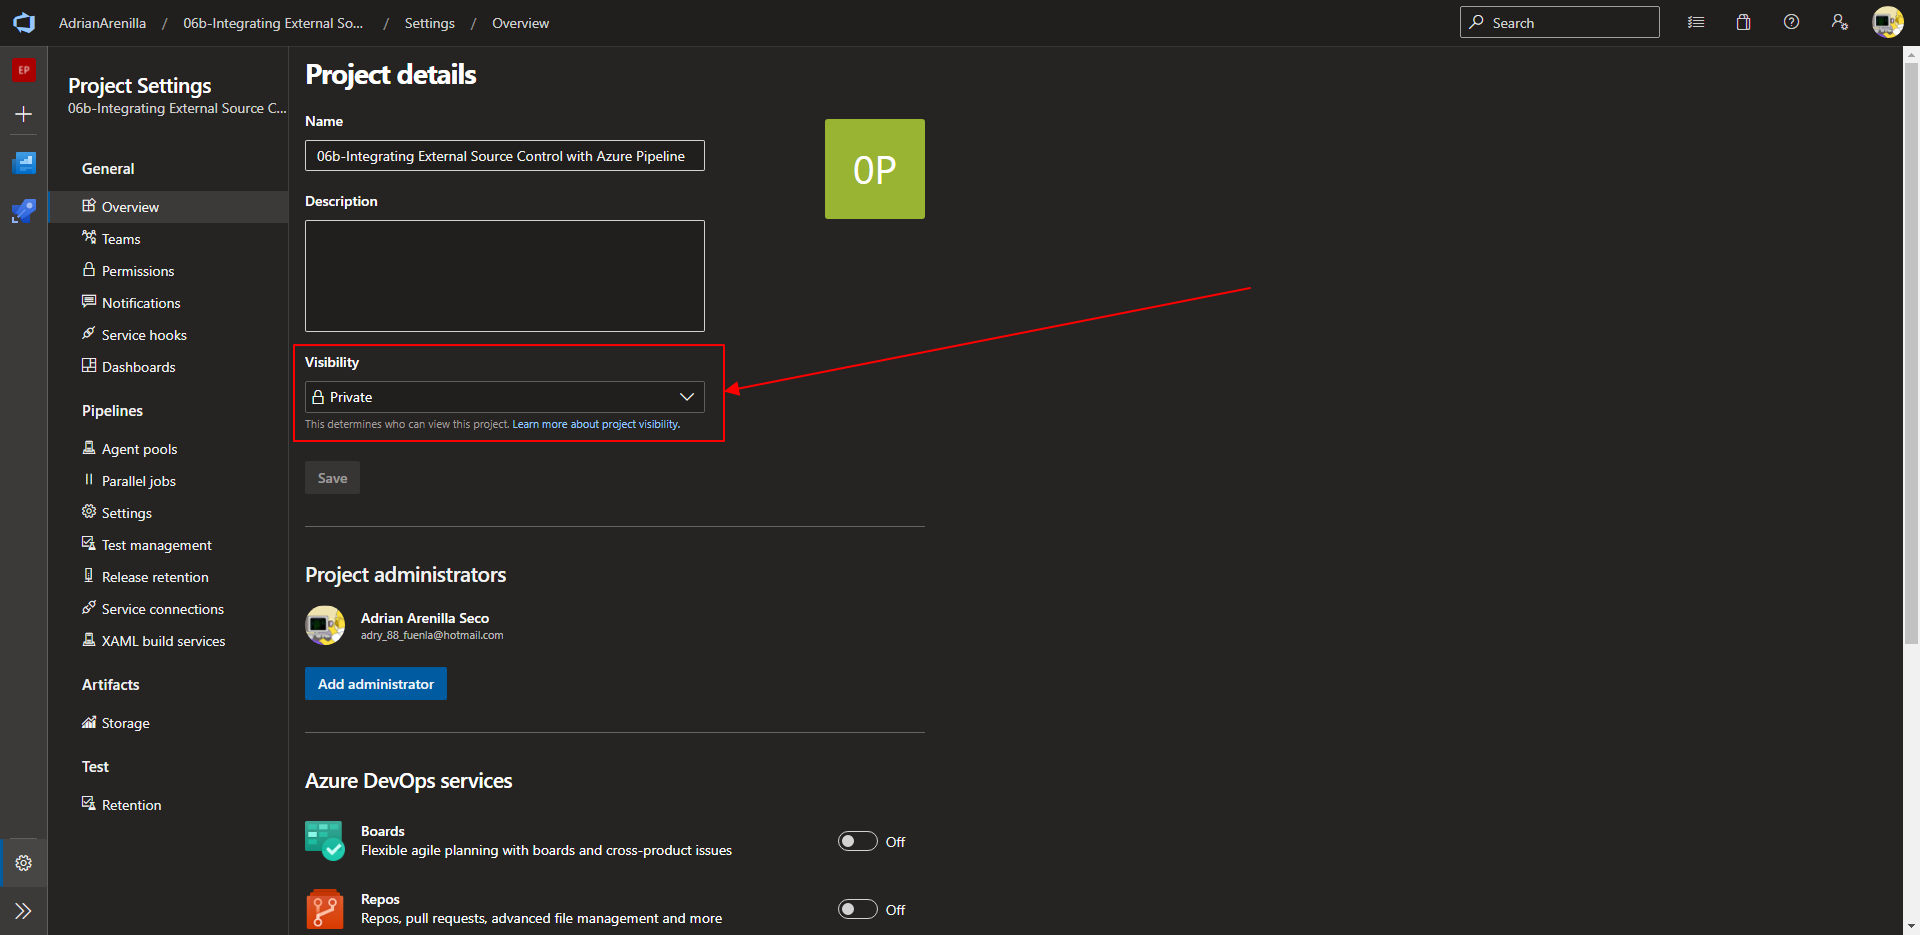 AdrianArenilla / 06b-Integrating External So... / Settings / Overview
Search
EP
Project Settings
06b-Integrating External Source C...
General
Overview
Teams
Permissions
Notifications
Service hooks
Dashboards
Pipelines
Agent pools
Parallel jobs
Settings
Test management
Release retention
Service connections
XAML build services
Artifacts
Storage
Test
Retention
Project details
Name
06b-Integrating External Source Control with Azure Pipeline
0P
Description
Visibility
Private
This determines who can view this project. Learn more about project visibility.
Save
Project administrators
Adrian Arenilla Seco
adry_88_fuenla@hotmail.com
Add administrator
Azure DevOps services
Boards
Flexible agile planning with boards and cross-product issues
Off
Repos
Repos, pull requests, advanced file management and more
Off